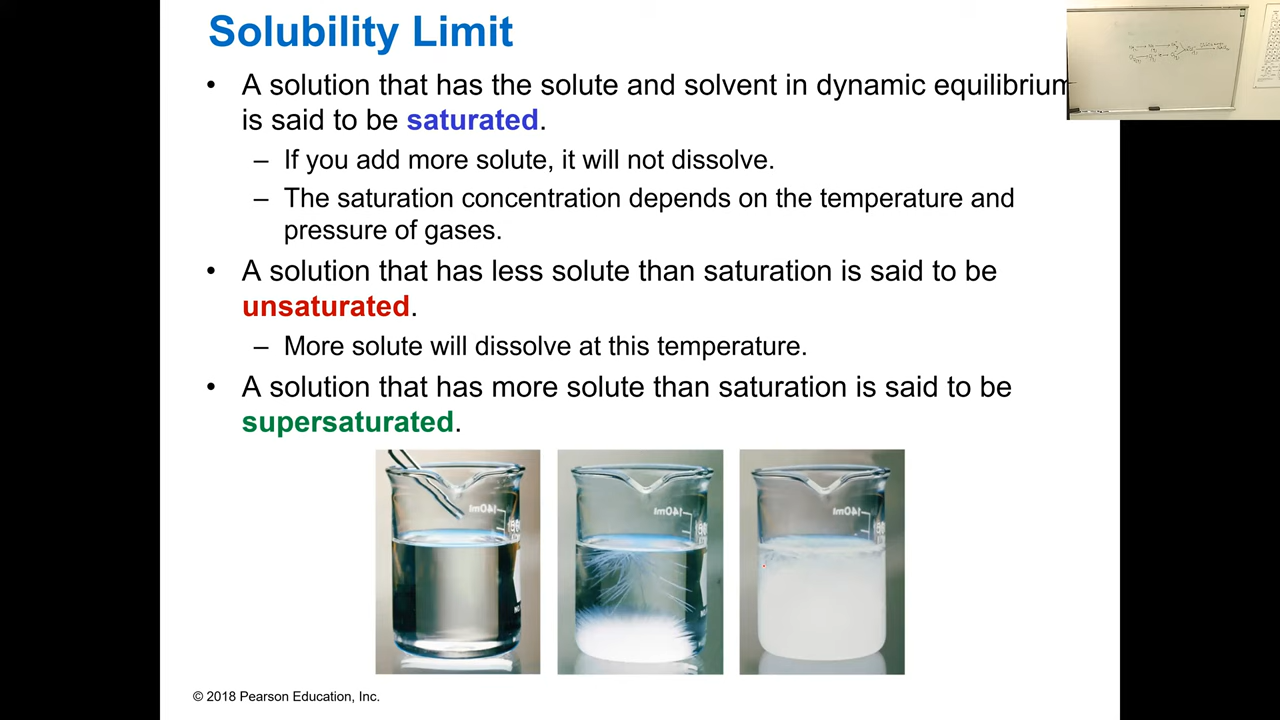 Solubility Limit
• A solution that has the solute and solvent in dynamic equilibrium
is said to be saturated.
– If you add more solute, it will not dissolve.
– The saturation concentration depends on the temperature and
pressure of gases.
• A solution that has less solute than saturation is said to be
unsaturated.
– More solute will dissolve at this temperature.
• A solution that has more solute than saturation is said to be
supersaturated.
© 2018 Pearson Education, Inc.